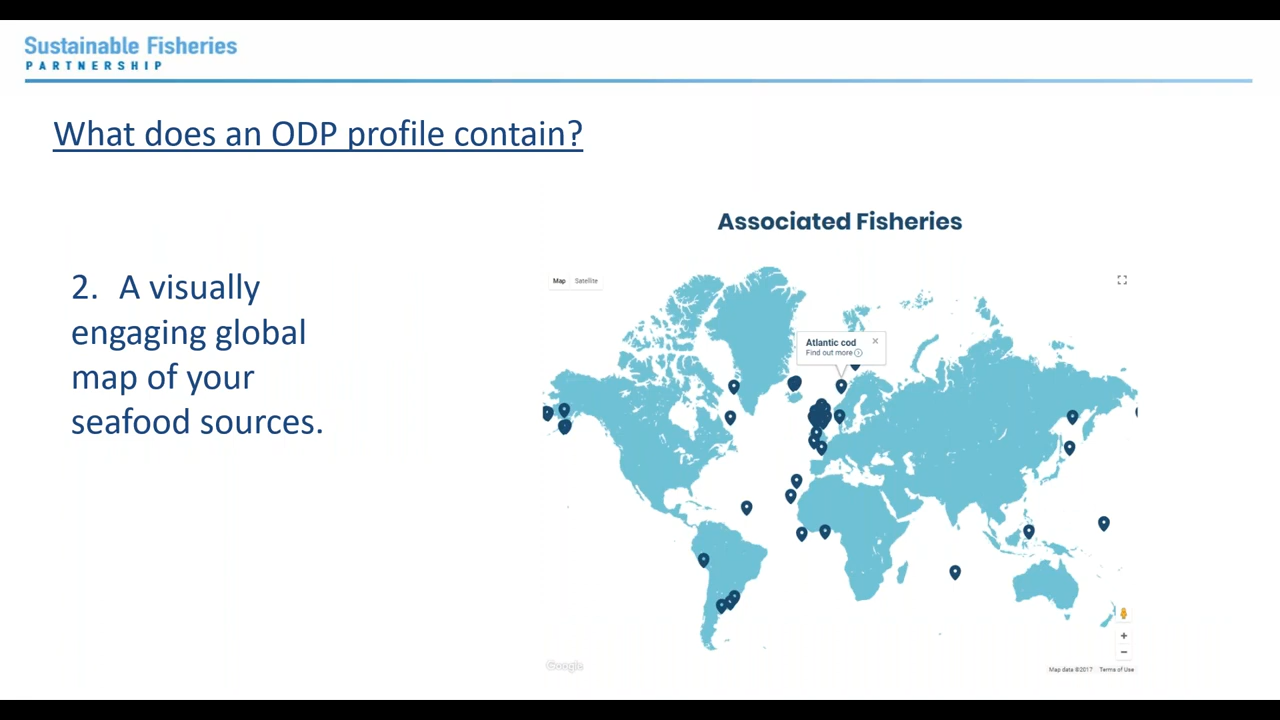 Sustainable Fisheries
PARTNERSHIP
What does an ODP profile contain?
2. A visually
engaging global
map of your
seafood sources.
Associated Fisheries
Map Satellite
Atlantic cod
Find out more
Google
Map data ©2017 Terms of Use